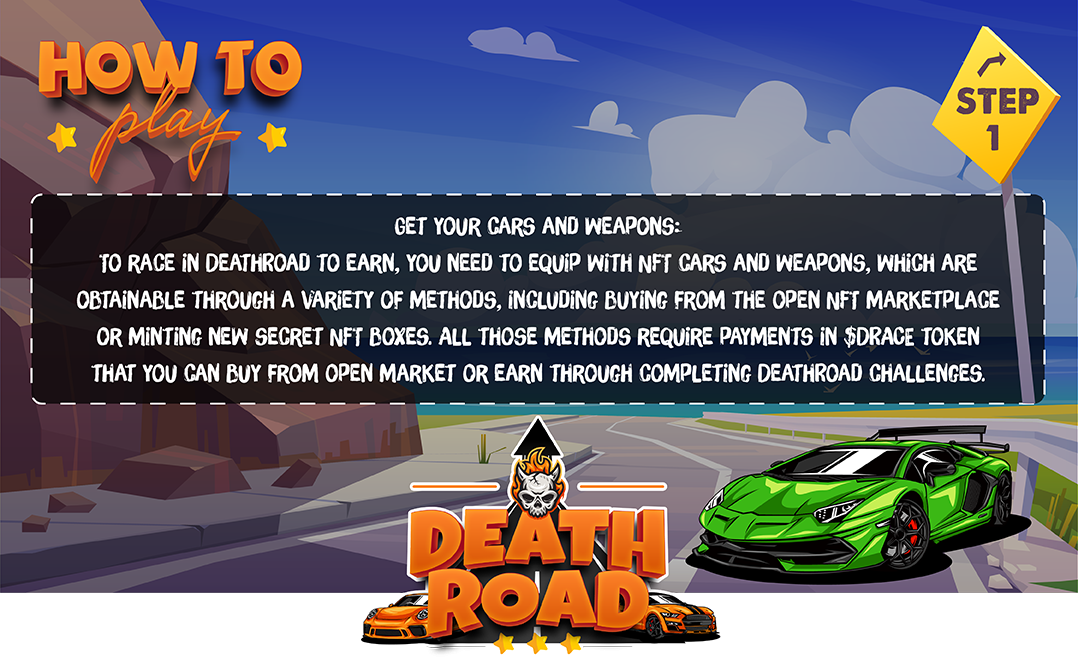 HOW TO
play
STEP
1
GET YOUR CARS AND WEAPONS:
TO RACE IN DEATHROAD TO EARN, YOU NEED TO EQUIP WITH NFT CARS AND WEAPONS, WHICH ARE
OBTAINABLE THROUGH A VARIETY OF METHODS, INCLUDING BUYING FROM THE OPEN NFT MARKETPLACE
OR MINTING NEW SECRET NFT BOXES. ALL THOSE METHODS REQUIRE PAYMENTS IN $DRACE TOKEN
THAT YOU CAN BUY FROM OPEN MARKET OR EARN THROUGH COMPLETING DEATHROAD CHALLENGES.
DEATH
ROAD